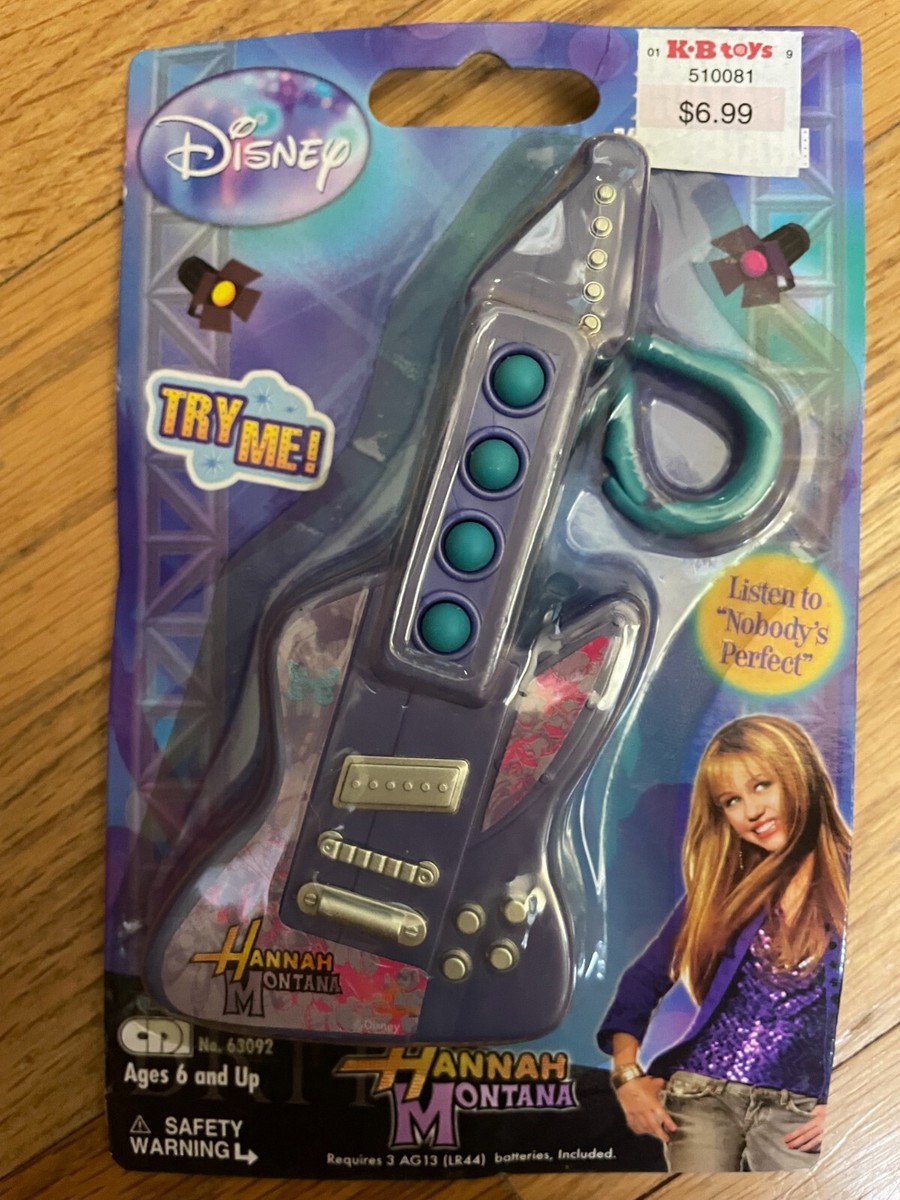 01 K·B toys 9
510081
$6.99
Disney
TRY
ME!
Listen to
“Nobody’s
Perfect”
HANNAH
MONTANA
Disney
CDI No. 63092
Ages 6 and Up
HANNAH
MONTANA
⚠ SAFETY
WARNING
Requires 3 AG13 (LR44) batteries, Included.